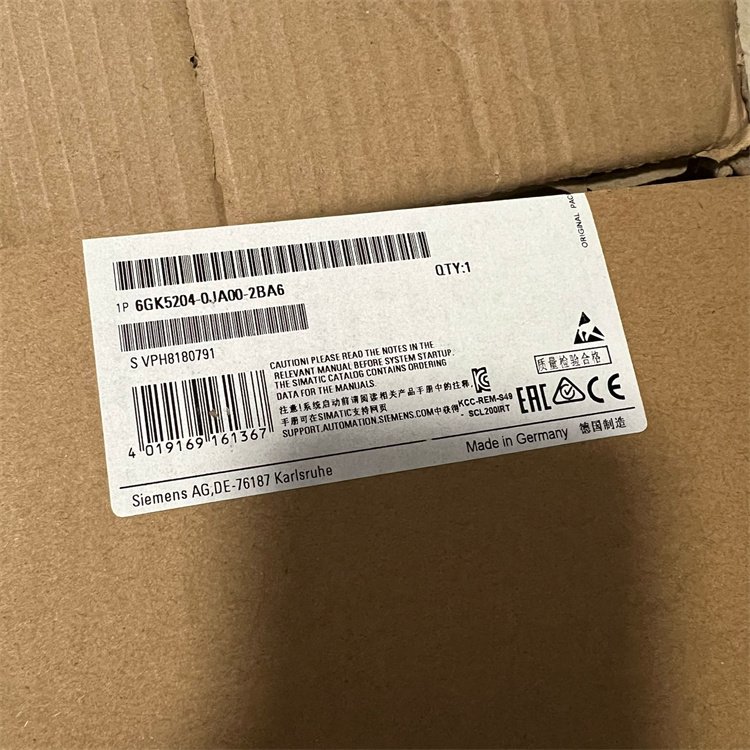 ORIGINAL PAC
QTY:1
1P 6GK5204-0JA00-2BA6
S VPH8180791
CAUTION! PLEASE READ THE NOTES IN THE
RELEVANT MANUAL BEFORE SYSTEM STARTUP.
THE SIMATIC CATALOG CONTAINS ORDERING
DATA FOR THE MANUALS.
注意!系统启动前请阅读相关产品手册中的注释,
手册可在SIMATIC支持网页
SUPPORT.AUTOMATION.SIEMENS.COM中获得
KCC-REM-S49
- SCL200IRT
质量检验合格
EAC
CE
4 019169 161367
Made in Germany 德国制造
Siemens AG,DE-76187 Karlsruhe